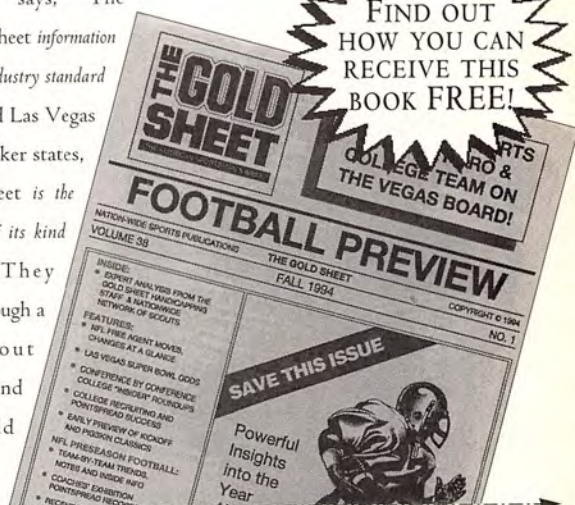 says, The
heet information
dustry standard
Las Vegas
ker states,
eet is the
its kind
They
ugh a
out
nd
FIND OUT
HOW YOU CAN
RECEIVE THIS
BOOK FREE!
THE GOLD
SHEET
RTS
RO &
COLLEGE TEAM ON
THE VEGAS BOARD!
FOOTBALL PREVIEW
NATION-WIDE SPORTS PUBLICATIONS THE GOLD SHEET COPYRIGHT © 1994
VOLUME 38 FALL 1994 NO. 1
INSIDE:
• EXPERT ANALYSIS FROM THE
GOLD SHEET HANDICAPPING
STAFF & NATIONWIDE
NETWORK OF SCOUTS
FEATURES:
• NFL FREE AGENT MOVES,
CHANGES AT A GLANCE
• LAS VEGAS SUPER BOWL ODDS
• CONFERENCE BY CONFERENCE
COLLEGE "INSIDER" ROUNDUPS
• COLLEGE RECRUITING AND
POINTSPREAD SUCCESS
• EARLY PREVIEW OF KICKOFF
AND PIGSKIN CLASSICS
NFL PRESEASON FOOTBALL:
• TEAM-BY-TEAM TRENDS,
NOTES AND INSIDE INFO
• COACHES' EXHIBITION
POINTSPREAD
SAVE THIS ISSUE
Powerful
Insights
into the
Year